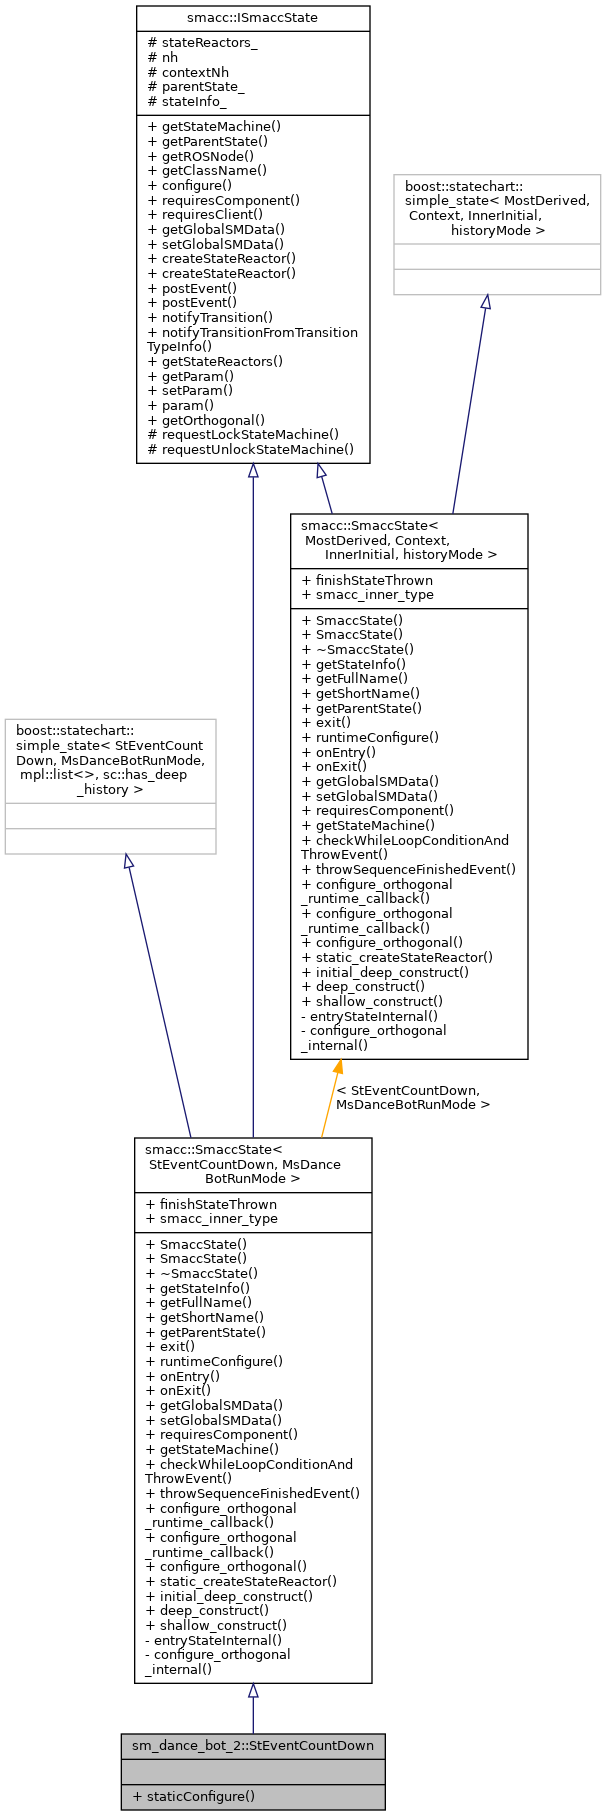 smacc::ISmaccState
# stateReactors_
# nh
# contextNh
# parentState_
# stateInfo_
+ getStateMachine()
+ getParentState()
+ getROSNode()
+ getClassName()
+ configure()
+ requiresComponent()
+ requiresClient()
+ getGlobalSMData()
+ setGlobalSMData()
+ createStateReactor()
+ createStateReactor()
+ postEvent()
+ postEvent()
+ notifyTransition()
+ notifyTransitionFromTransition
TypeInfo()
+ getStateReactors()
+ getParam()
+ setParam()
+ param()
+ getOrthogonal()
# requestLockStateMachine()
# requestUnlockStateMachine()
boost::statechart::
simple_state< MostDerived,
Context, InnerInitial,
historyMode >
smacc::SmaccState<
MostDerived, Context,
InnerInitial, historyMode >
+ finishStateThrown
+ smacc_inner_type
+ SmaccState()
+ SmaccState()
+ ~SmaccState()
+ getStateInfo()
+ getFullName()
+ getShortName()
+ getParentState()
+ exit()
+ runtimeConfigure()
+ onEntry()
+ onExit()
+ getGlobalSMData()
+ setGlobalSMData()
+ requiresComponent()
+ getStateMachine()
+ checkWhileLoopConditionAnd
ThrowEvent()
+ throwSequenceFinishedEvent()
+ configure_orthogonal
_runtime_callback()
+ configure_orthogonal
_runtime_callback()
+ configure_orthogonal()
+ static_createStateReactor()
+ initial_deep_construct()
+ deep_construct()
+ shallow_construct()
- entryStateInternal()
- configure_orthogonal
_internal()
boost::statechart::
simple_state< StEventCount
Down, MsDanceBotRunMode,
mpl::list<>, sc::has_deep
_history >
< StEventCountDown,
MsDanceBotRunMode >
smacc::SmaccState<
StEventCountDown, MsDance
BotRunMode >
+ finishStateThrown
+ smacc_inner_type
+ SmaccState()
+ SmaccState()
+ ~SmaccState()
+ getStateInfo()
+ getFullName()
+ getShortName()
+ getParentState()
+ exit()
+ runtimeConfigure()
+ onEntry()
+ onExit()
+ getGlobalSMData()
+ setGlobalSMData()
+ requiresComponent()
+ getStateMachine()
+ checkWhileLoopConditionAnd
ThrowEvent()
+ throwSequenceFinishedEvent()
+ configure_orthogonal
_runtime_callback()
+ configure_orthogonal
_runtime_callback()
+ configure_orthogonal()
+ static_createStateReactor()
+ initial_deep_construct()
+ deep_construct()
+ shallow_construct()
- entryStateInternal()
- configure_orthogonal
_internal()
sm_dance_bot_2::StEventCountDown
+ staticConfigure()